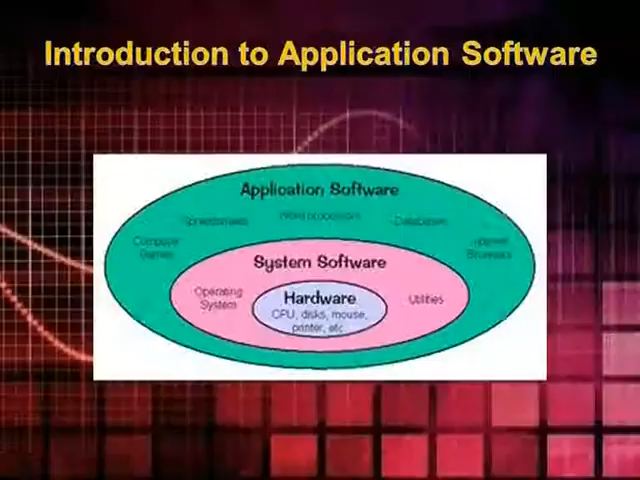 Introduction to Application Software
Application Software
Spreadsheets
Word processors
Databases
Computer
Games
Internet
Browsers
System Software
Operating
System
Utilities
Hardware
CPU, disks, mouse,
printer, etc